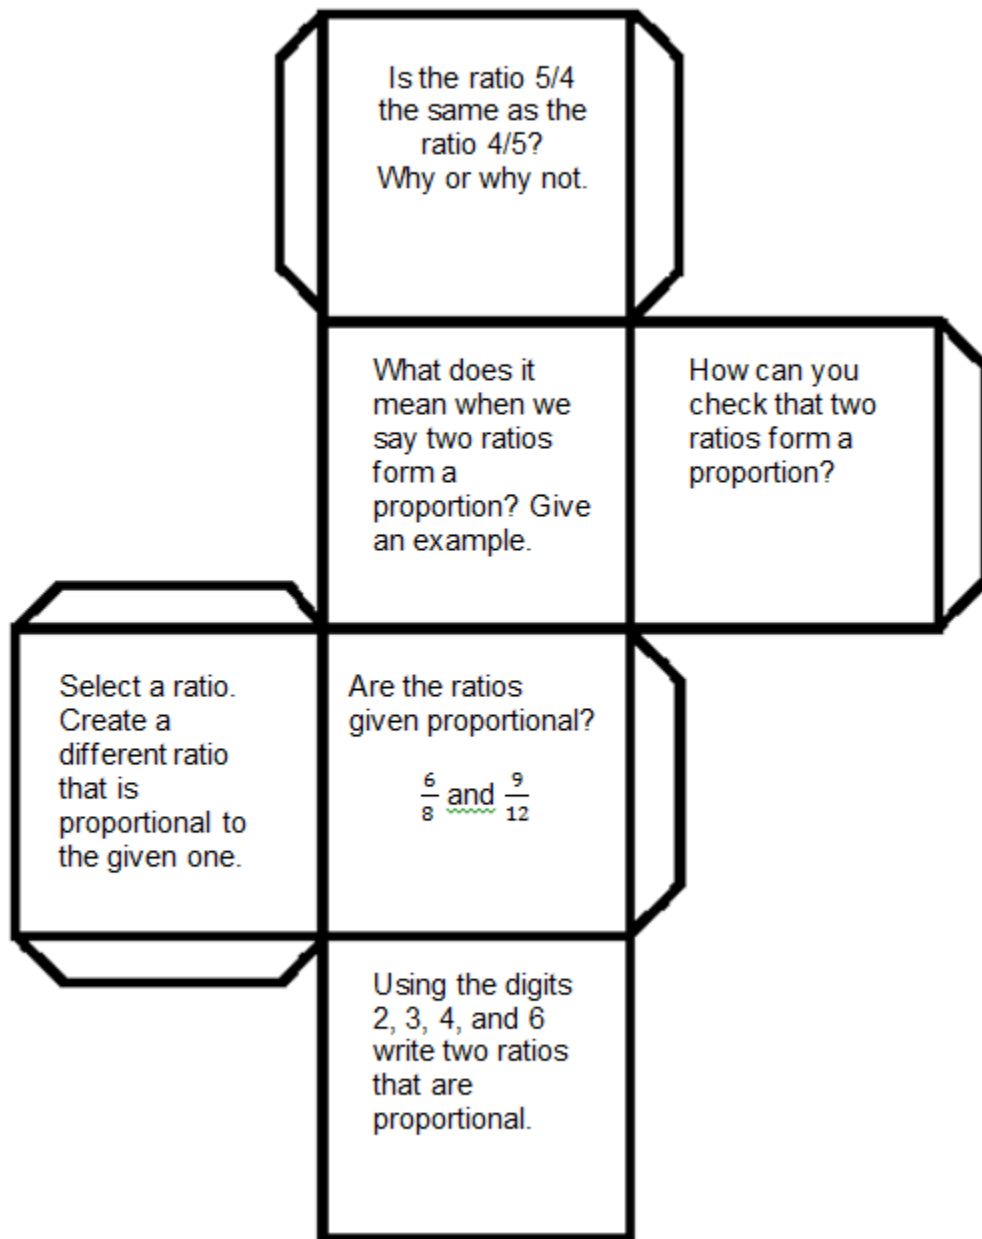 Is the ratio 5/4
the same as the
ratio 4/5?
Why or why not.
What does it
mean when we
say two ratios
form a
proportion? Give
an example.
How can you
check that two
ratios form a
proportion?
Select a ratio.
Create a
different ratio
that is
proportional to
the given one.
Are the ratios
given proportional?
6/8 and 9/12
Using the digits
2, 3, 4, and 6
write two ratios
that are
proportional.